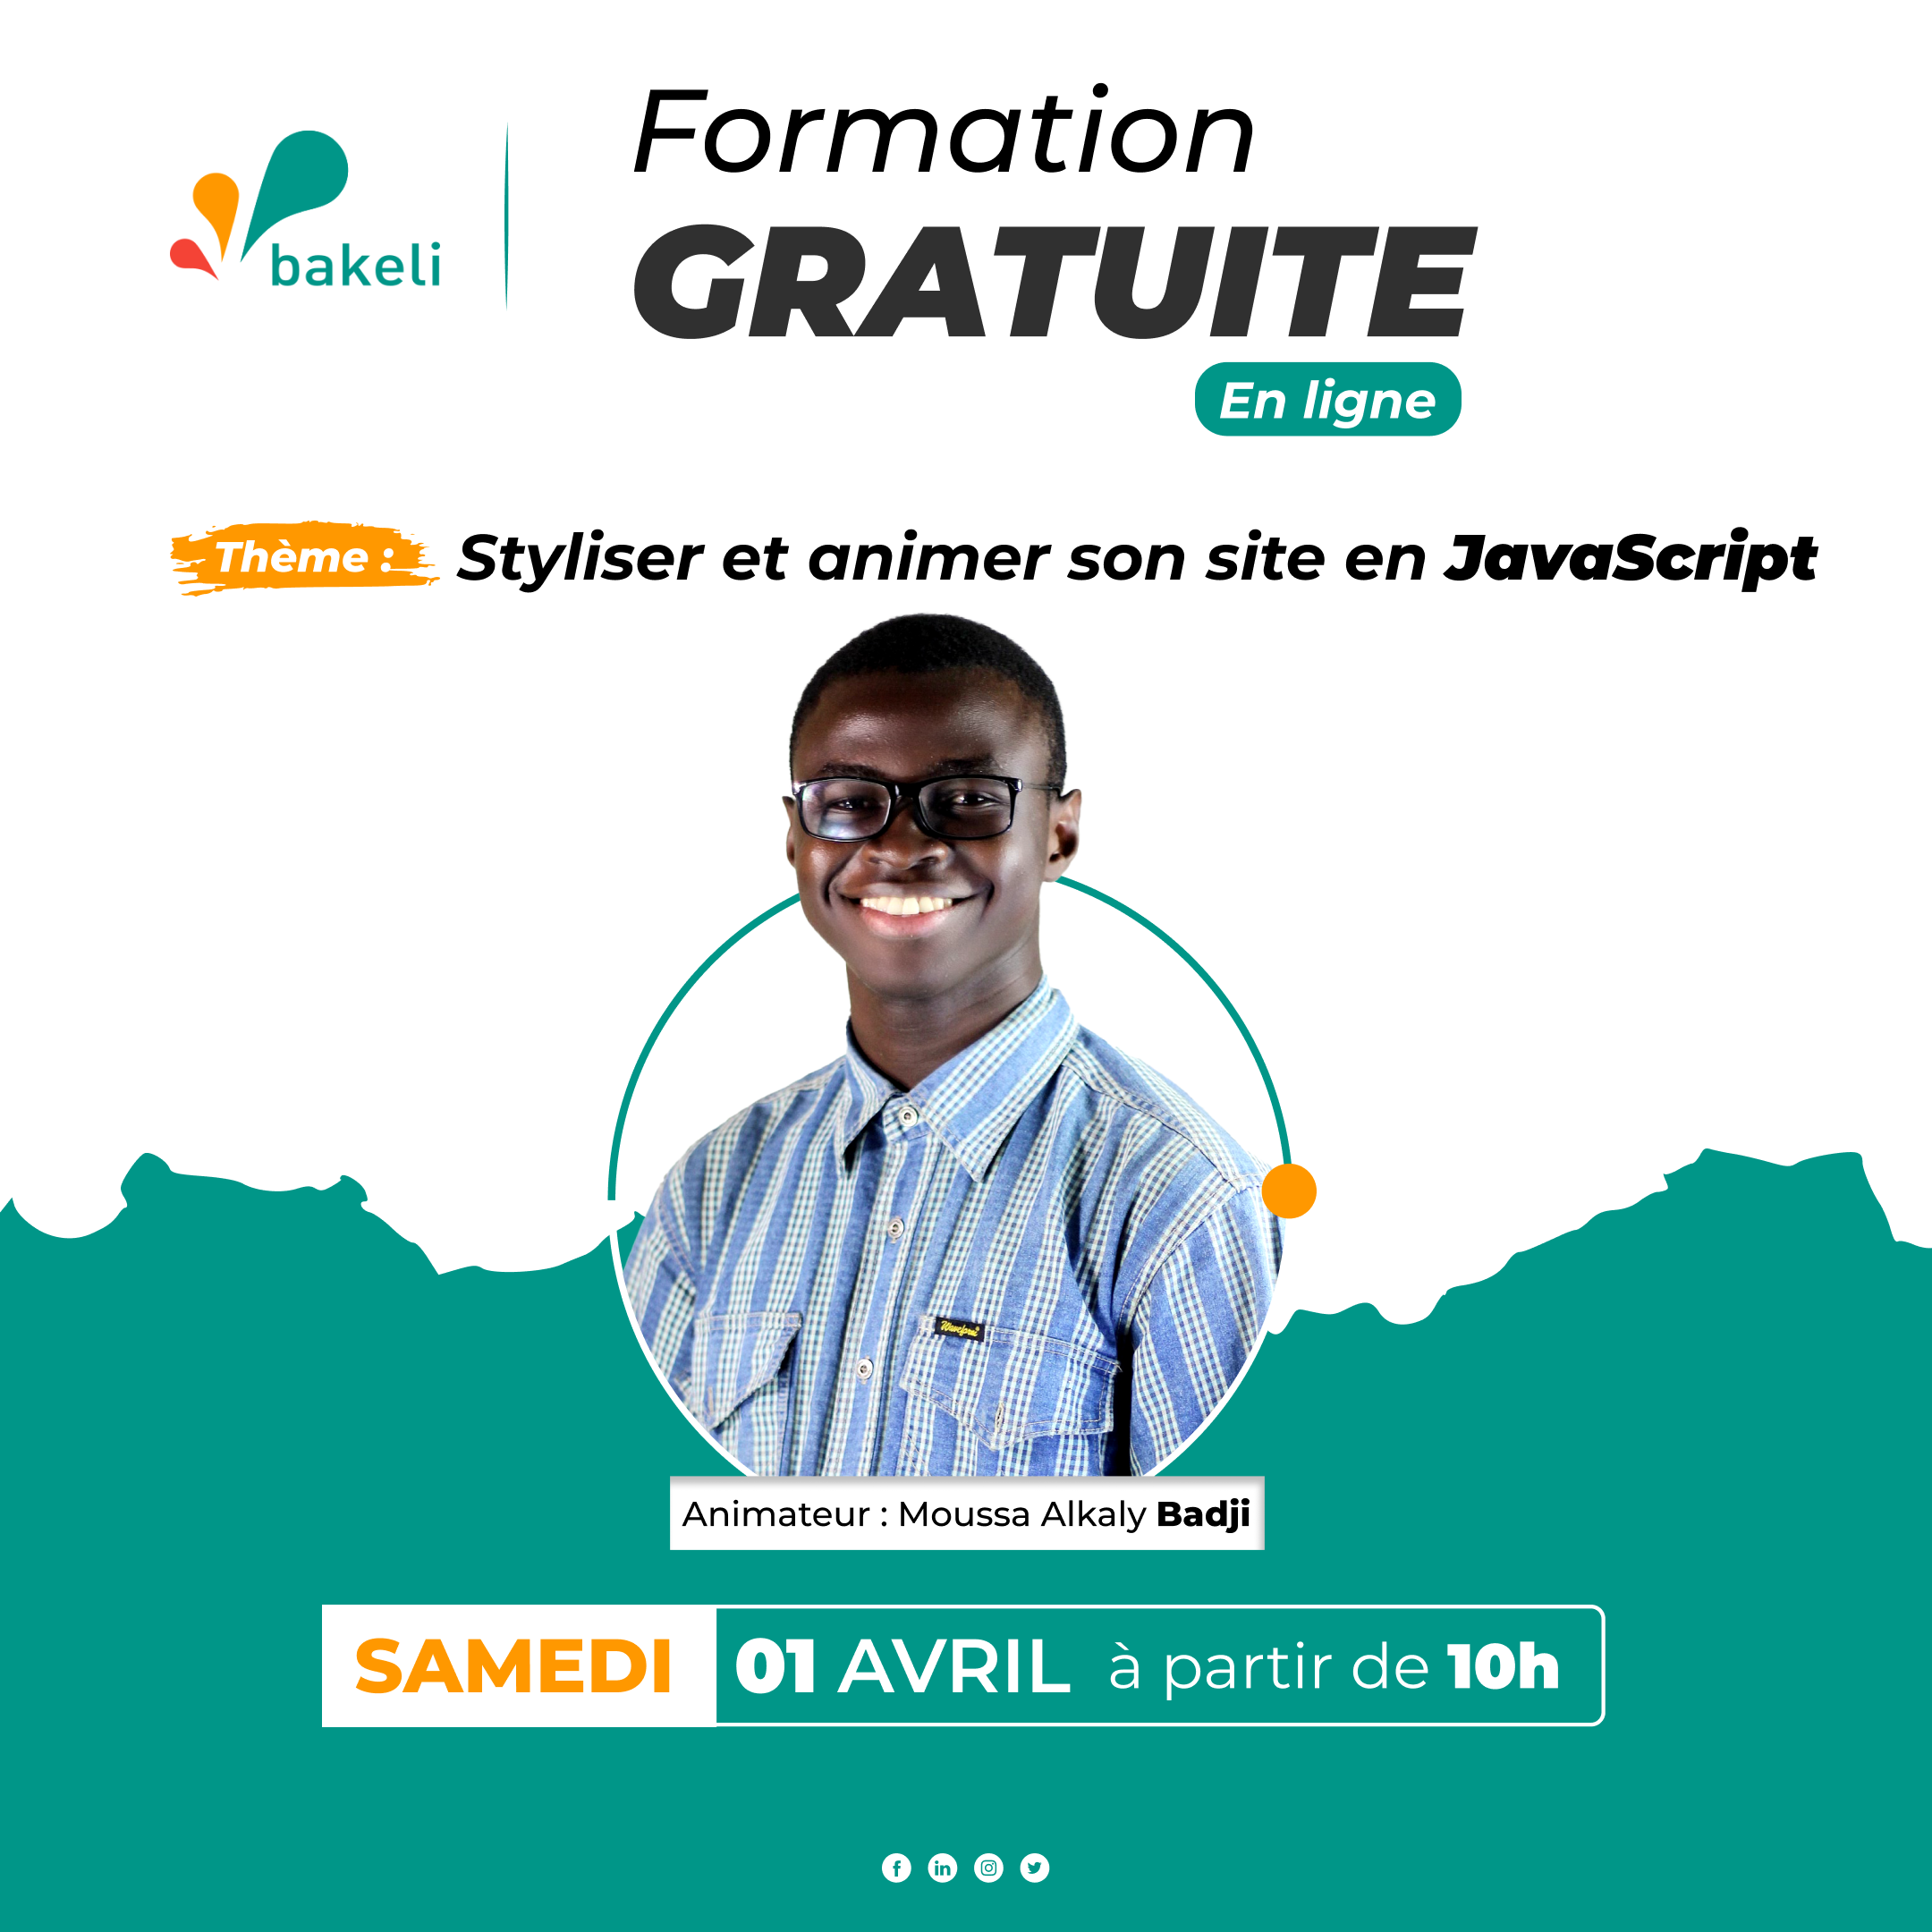 bakeli
Formation
GRATUITE
En ligne
Thème : Styliser et animer son site en JavaScript
Animateur : Moussa Alkaly Badji
SAMEDI 01 AVRIL à partir de 10h